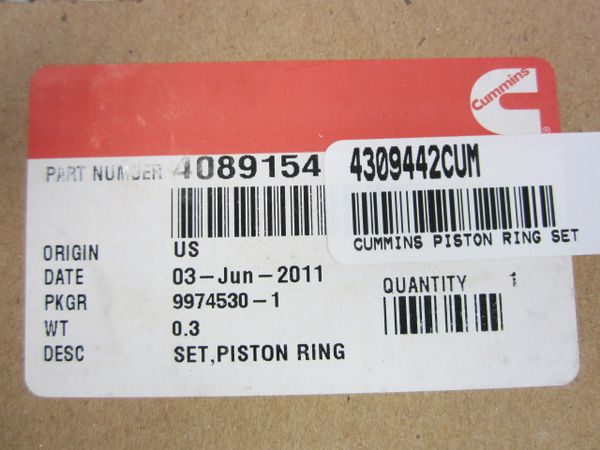 Cummins
®
PART NUMBER 4089154
4309442CUM
CUMMINS PISTON RING SET
ORIGIN US
DATE 03-Jun-2011
PKGR 9974530-1
QUANTITY 1
WT 0.3
DESC SET,PISTON RING